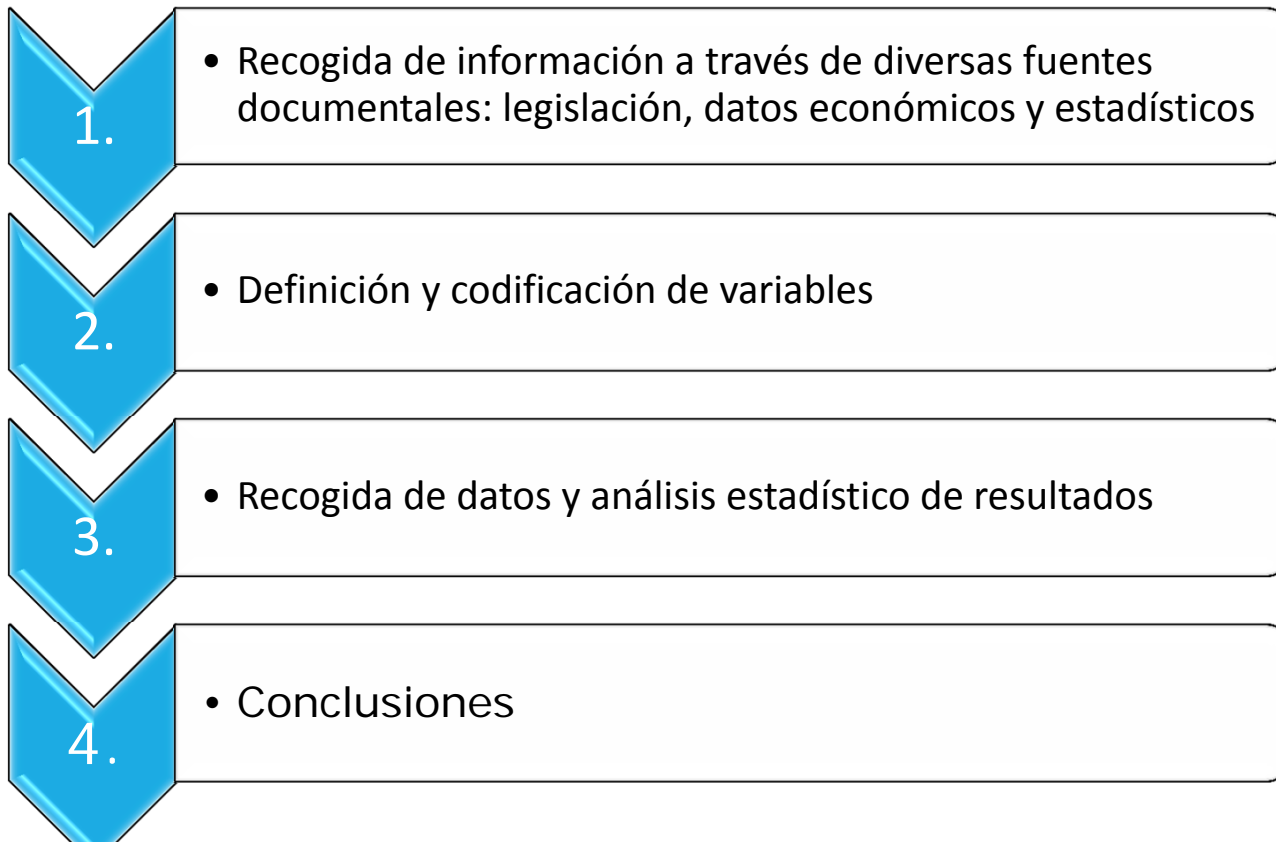 1.
• Recogida de información a través de diversas fuentes
documentales: legislación, datos económicos y estadísticos
2.
• Definición y codificación de variables
3.
• Recogida de datos y análisis estadístico de resultados
4.
• Conclusiones